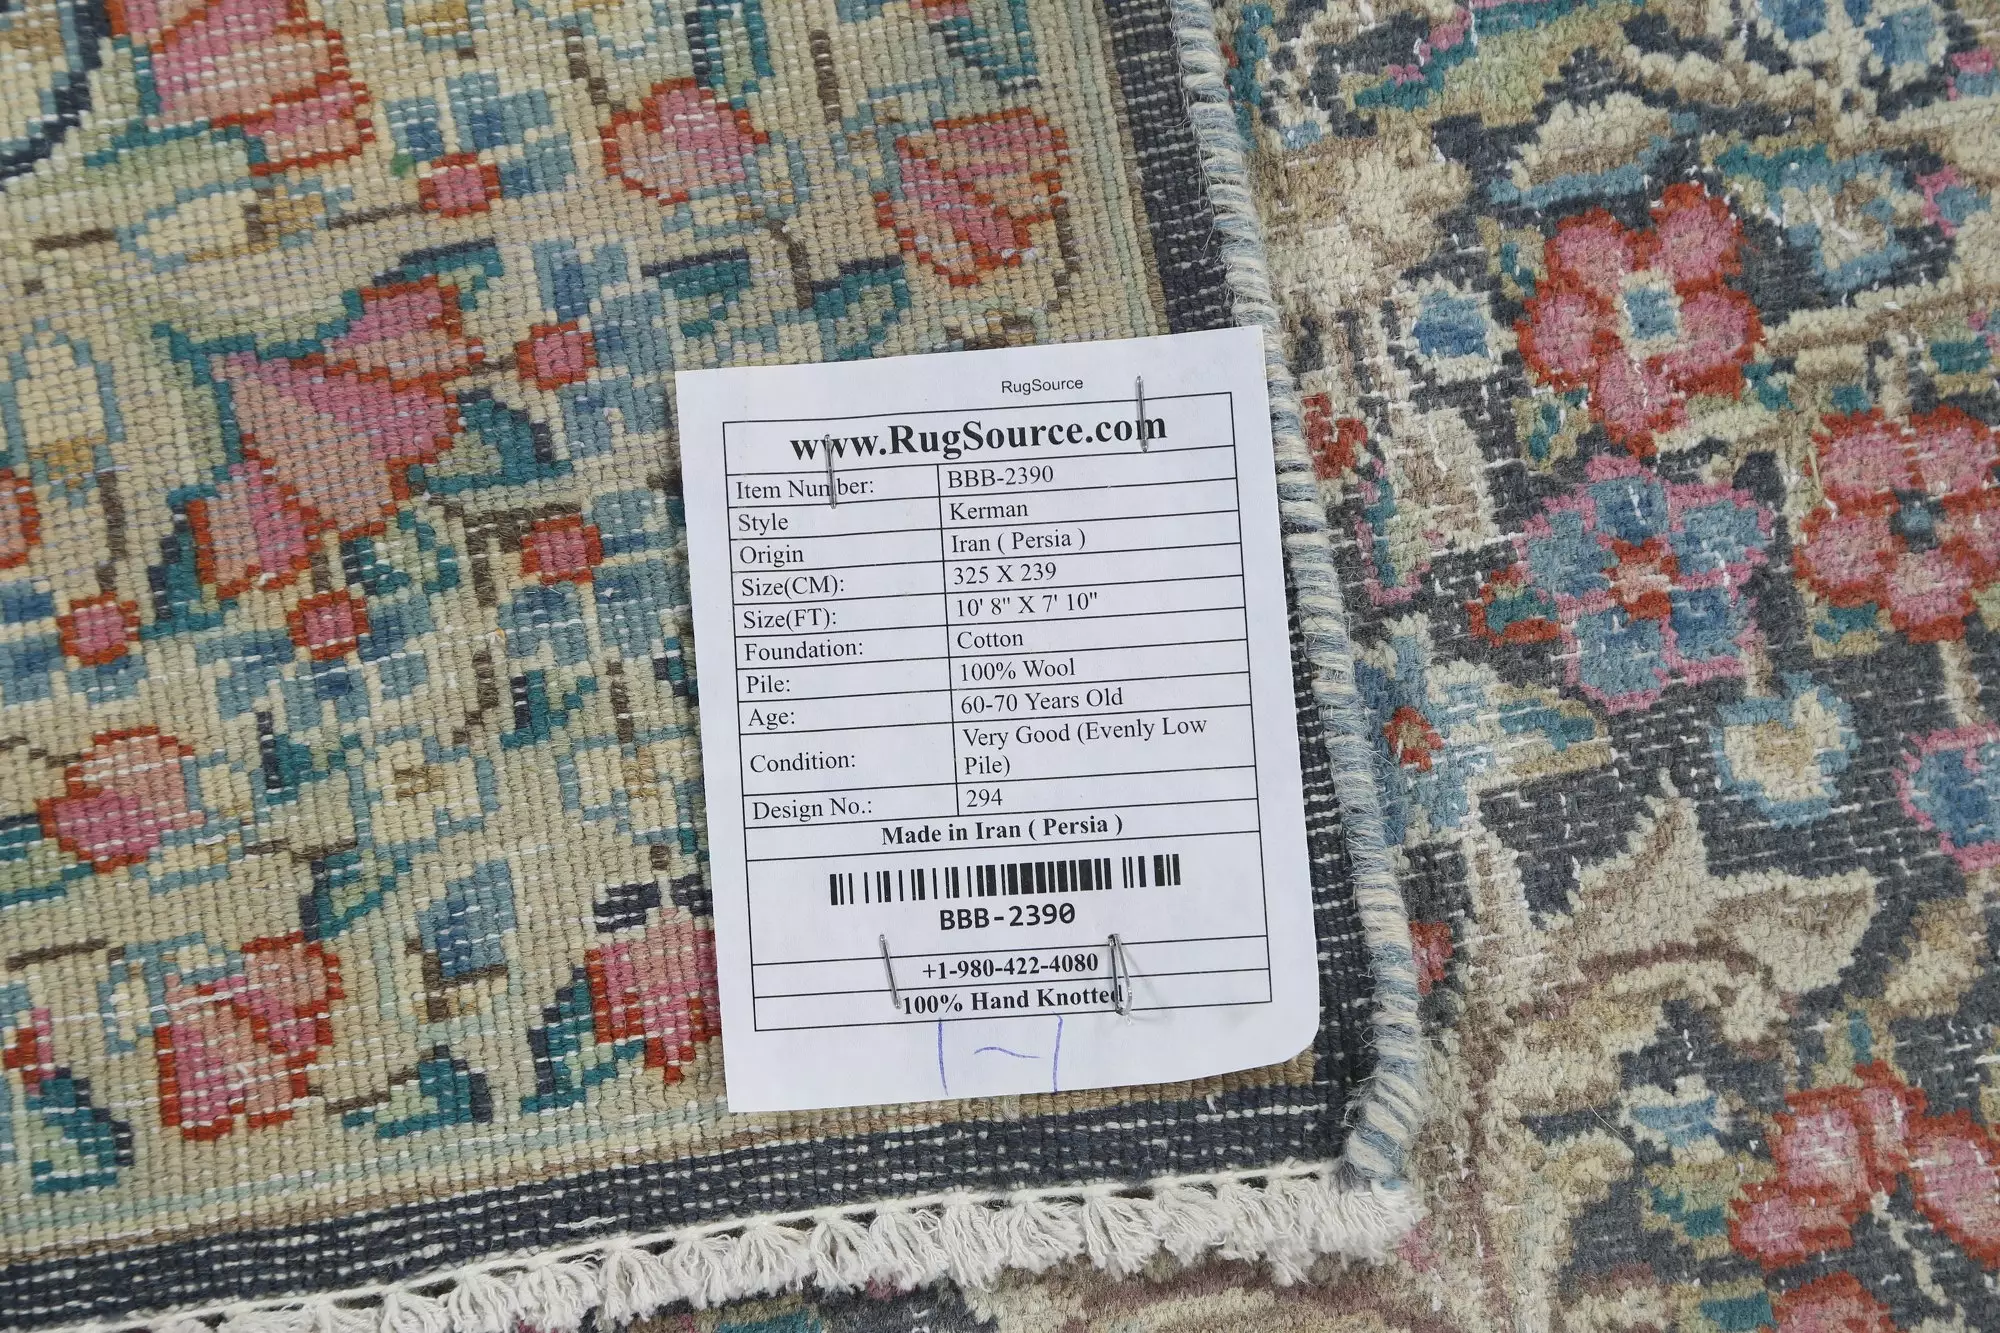 RugSource
www.RugSource.com
Item Number: BBB-2390
Style Kerman
Origin Iran ( Persia )
Size(CM): 325 X 239
Size(FT): 10' 8" X 7' 10"
Foundation: Cotton
Pile: 100% Wool
Age: 60-70 Years Old
Condition: Very Good (Evenly Low
Pile)
Design No.: 294
Made in Iran ( Persia )
BBB-2390
+1-980-422-4080
100% Hand Knotted